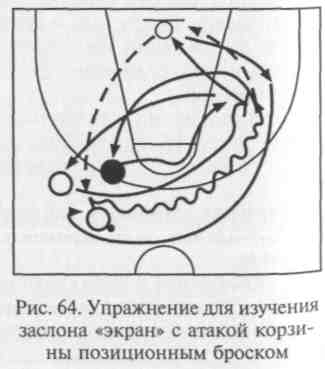 Рис. 64. Упражнение для изучения
заслона «экран» с атакой корзи-
ны позиционным броском